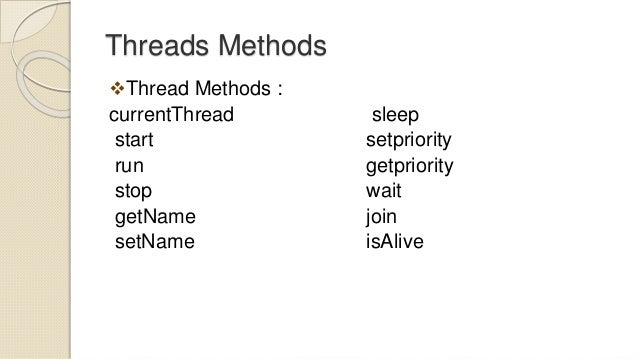 Threads Methods
❖Thread Methods :
currentThread sleep
start setpriority
run getpriority
stop wait
getName join
setName isAlive